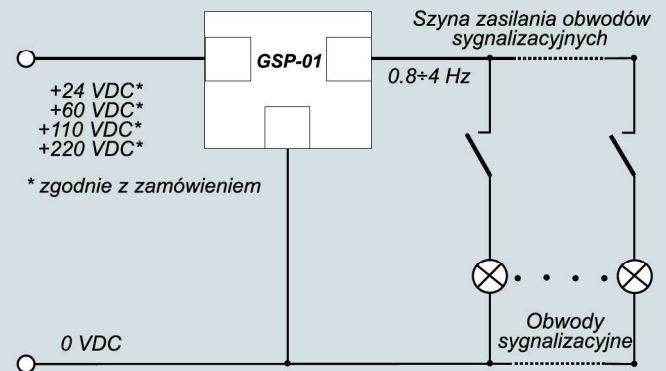 Szyna zasilania obwodów
sygnalizacyjnych
GSP-01
0.8÷4 Hz
+24 VDC*
+60 VDC*
+110 VDC*
+220 VDC*
* zgodnie z zamówieniem
Obwody
sygnalizacyjne
0 VDC